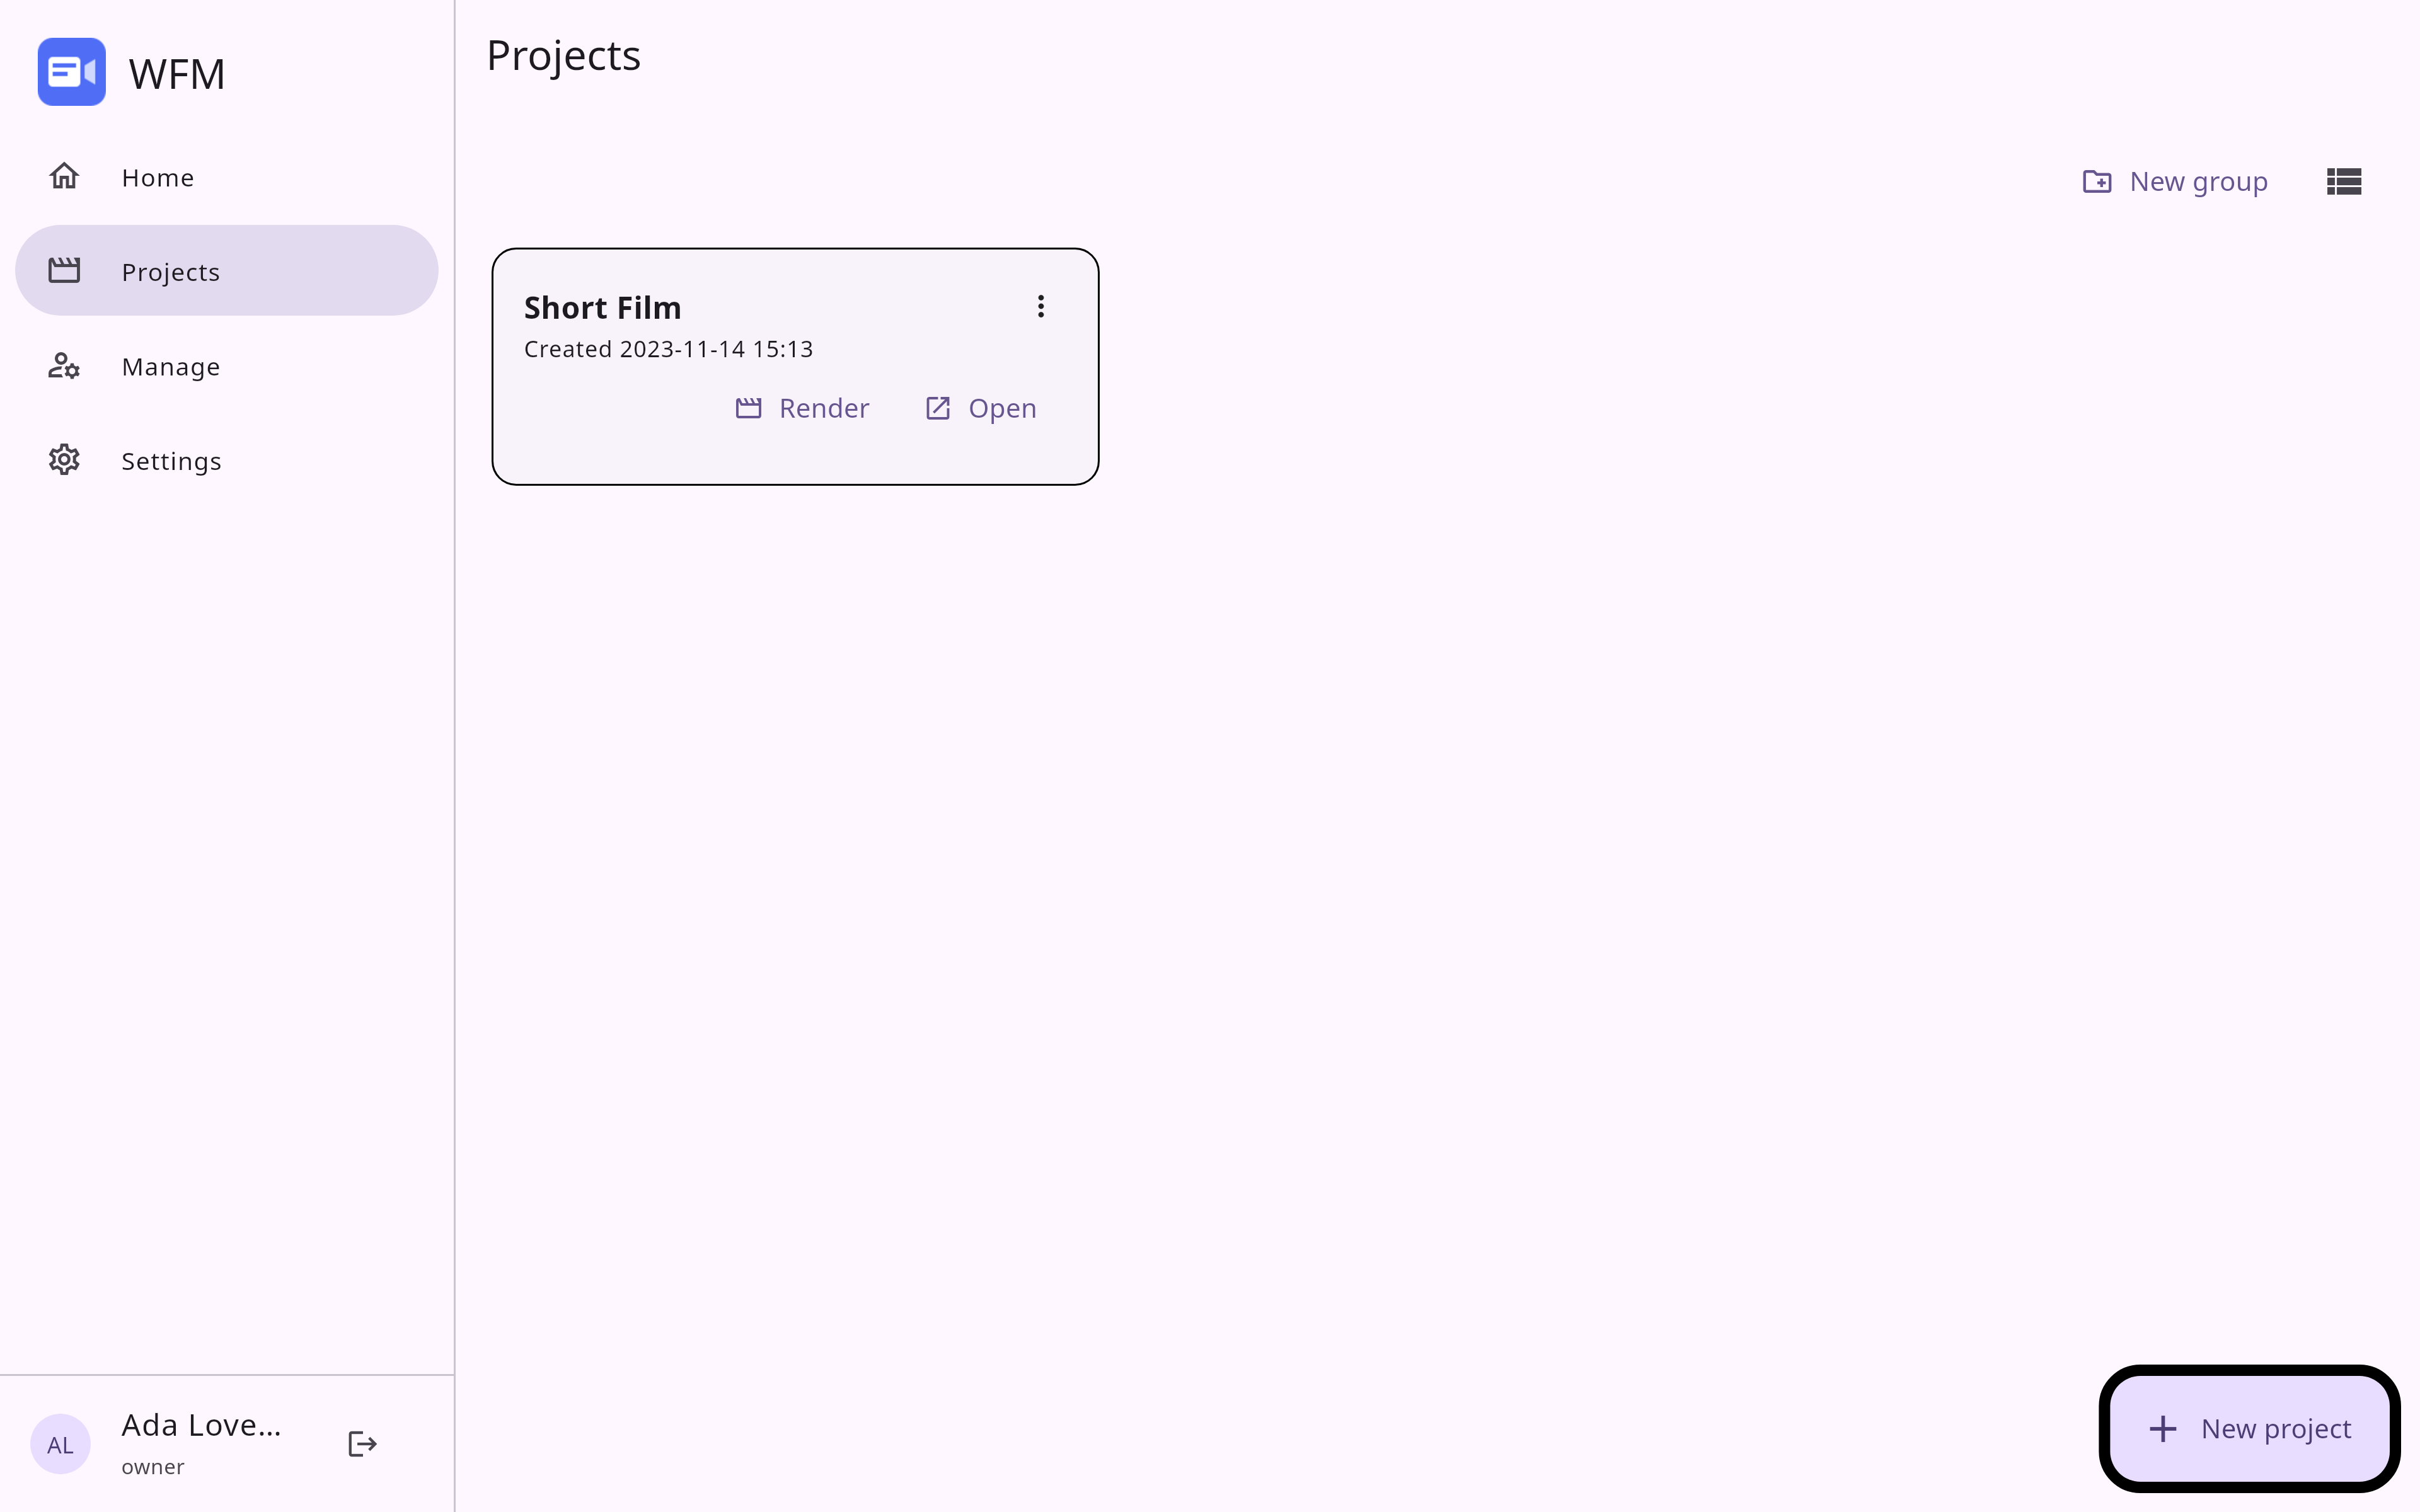 WFM
Home
Projects
Manage
Settings
AL
Ada Love...
owner
Projects
New group
Short Film
Created 2023-11-14 15:13
Render
Open
New project